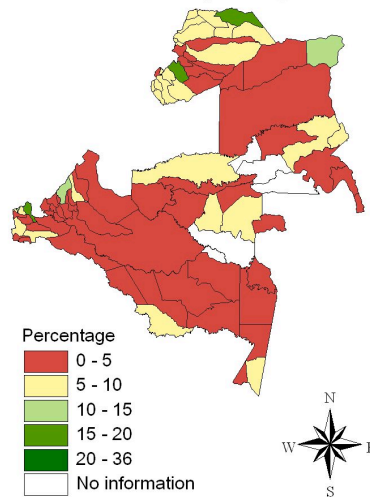 Percentage
0 - 5
5 - 10
10 - 15
15 - 20
20 - 36
No information
N
W
E
S